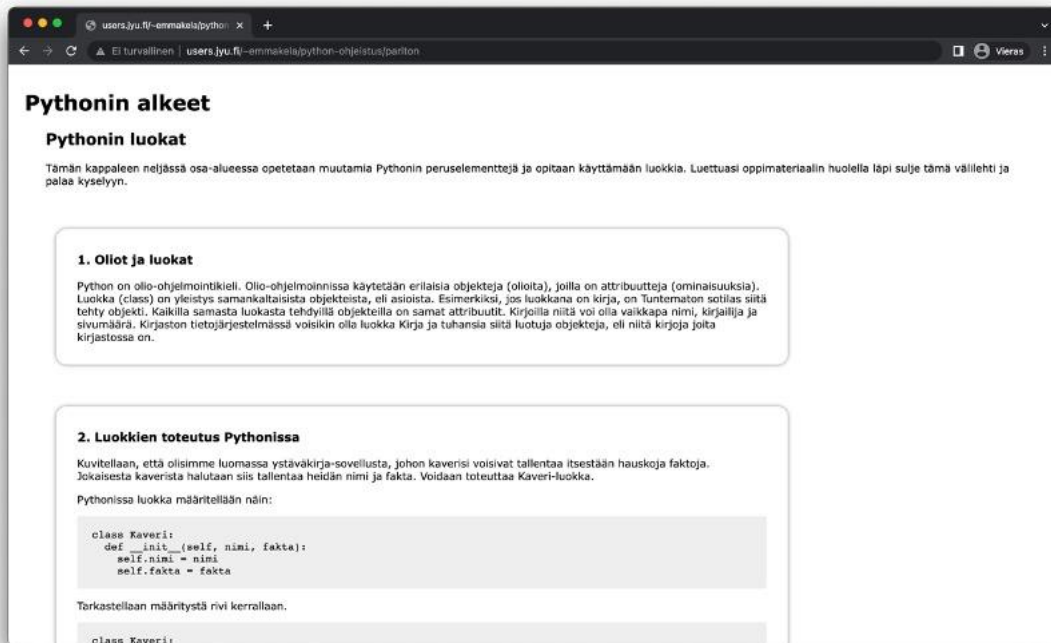 users.jyu.fi/~emmakela/python
Ei turvallinen | users.jyu.fi/~emmakela/python-ohjeistus/pariton
Vieras
Pythonin alkeet
Pythonin luokat
Tämän kappaleen neljässä osa-alueessa opetetaan muutamia Pythonin peruselementtejä ja opitaan käyttämään luokkia. Luettuasi oppimateriaalin huolella läpi sulje tämä välilehti ja
palaa kyselyyn.
1. Oliot ja luokat
Python on olio-ohjelmointikieli. Olio-ohjelmoinnissa käytetään erilaisia objekteja (olioita), joilla on attribuutteja (ominaisuuksia).
Luokka (class) on yleistys samankaltaisista objekteista, eli asioista. Esimerkiksi, jos luokkana on kirja, on Tuntematon sotilas siitä
tehty objekti. Kaikilla samasta luokasta tehdyillä objekteilla on samat attribuutit. Kirjoilla niitä voi olla vaikkapa nimi, kirjailija ja
sivumäärä. Kirjaston tietojärjestelmässä voisikin olla luokka Kirja ja tuhansia siitä luotuja objekteja, eli niitä kirjoja joita
kirjastossa on.
2. Luokkien toteutus Pythonissa
Kuvitellaan, että olisimme luomassa ystäväkirja-sovellusta, johon kaverisi voisivat tallentaa itsestään hauskoja faktoja.
Jokaisesta kaverista halutaan siis tallentaa heidän nimi ja fakta. Voidaan toteuttaa Kaveri-luokka.
Pythonissa luokka määritellään näin:
class Kaveri:
def __init__(self, nimi, fakta):
self.nimi = nimi
self.fakta = fakta
Tarkastellaan määritystä rivi kerrallaan.
class Kaveri: